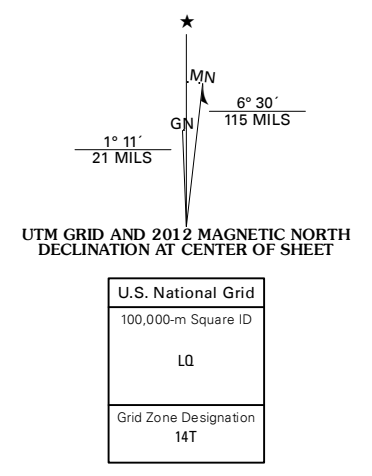 ★
MN
6° 30´
115 MILS
GN
1° 11´
21 MILS
UTM GRID AND 2012 MAGNETIC NORTH
DECLINATION AT CENTER OF SHEET
U.S. National Grid
100,000-m Square ID
LQ
Grid Zone Designation
14T